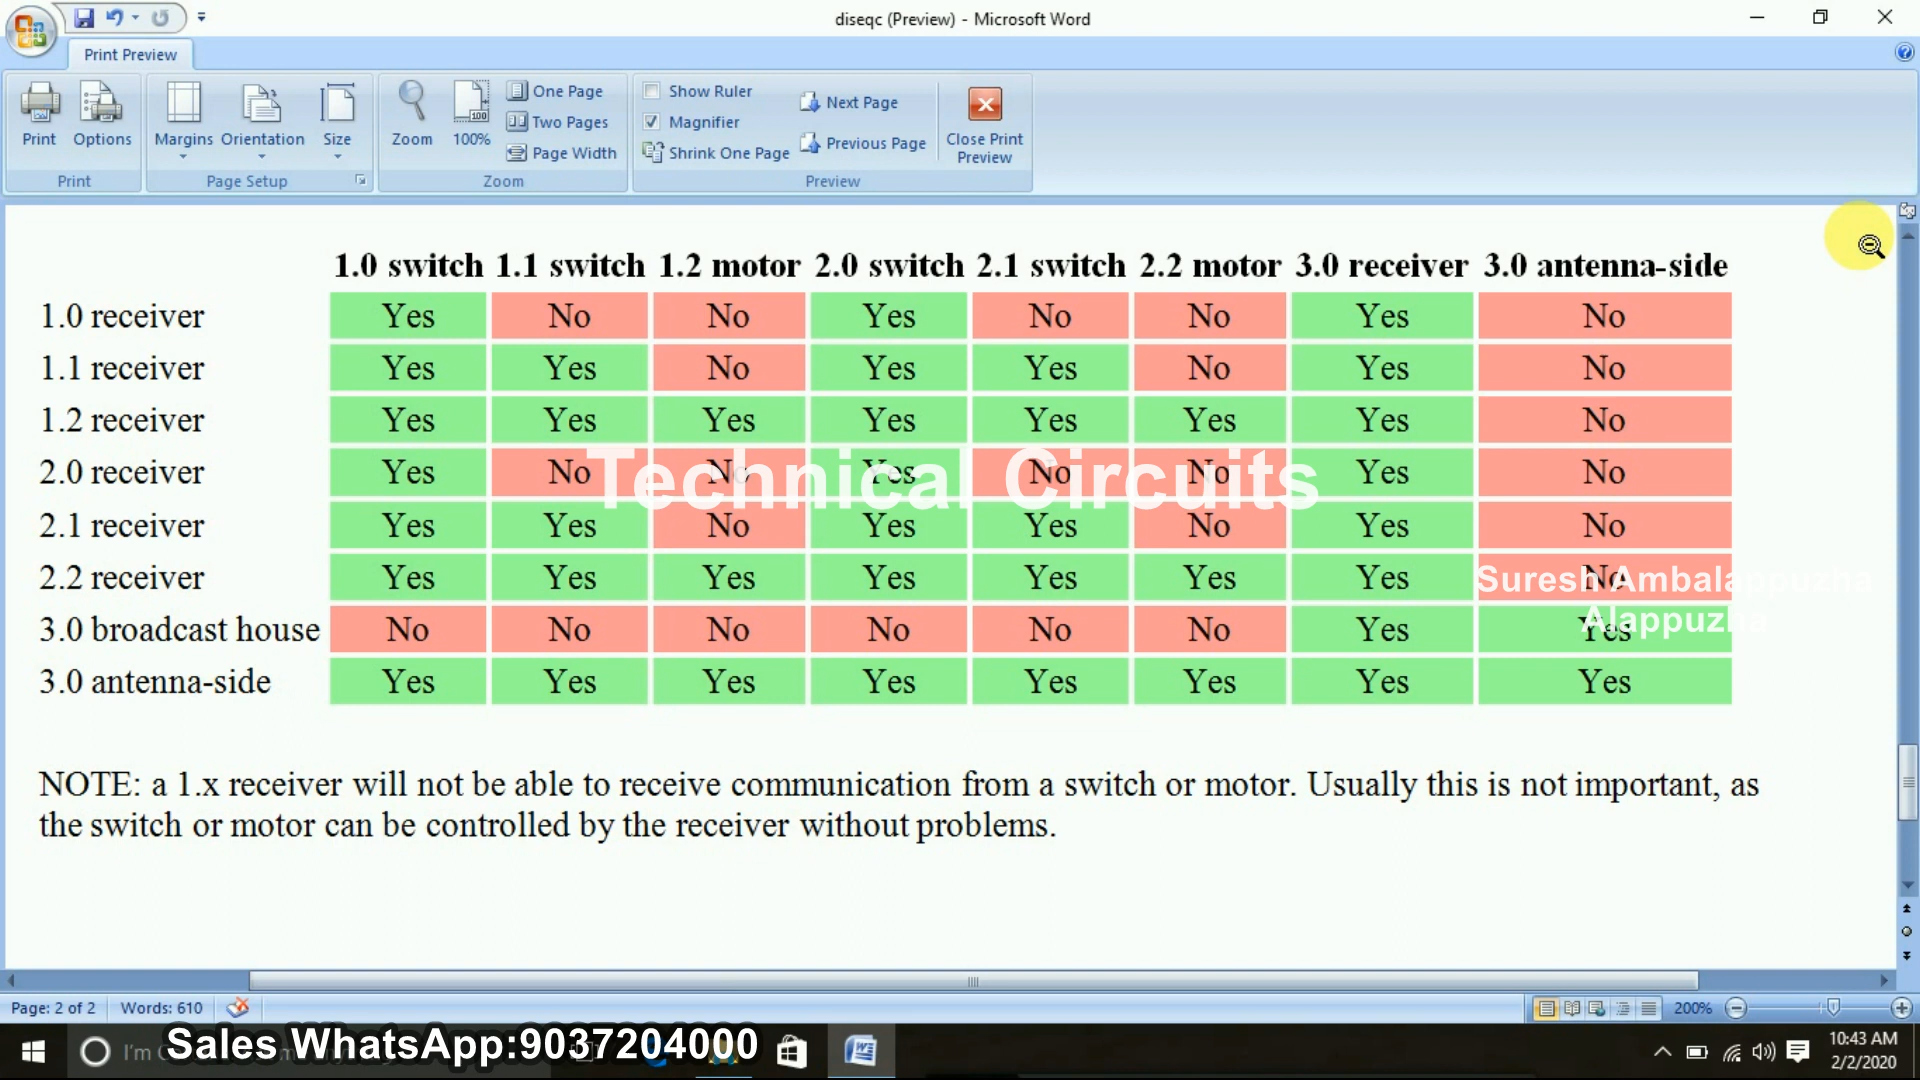 diseqc (Preview) - Microsoft Word
Print Preview
Print
Options
Margins
Orientation
Size
Zoom
100%
One Page
Two Pages
Page Width
Show Ruler
Magnifier
Shrink One Page
Next Page
Previous Page
Close Print
Preview
Print
Page Setup
Zoom
Preview
1.0 switch 1.1 switch 1.2 motor 2.0 switch 2.1 switch 2.2 motor 3.0 receiver 3.0 antenna-side
1.0 receiver Yes No No Yes No No Yes No
1.1 receiver Yes Yes No Yes Yes No Yes No
1.2 receiver Yes Yes Yes Yes Yes Yes Yes No
2.0 receiver Yes No No Yes No No Yes No
Technical Circuits
2.1 receiver Yes Yes No Yes Yes No Yes No
2.2 receiver Yes Yes Yes Yes Yes Yes Yes No
Suresh Ambalappuzha
Alappuzha
3.0 broadcast house No No No No No No Yes Yes
3.0 antenna-side Yes Yes Yes Yes Yes Yes Yes Yes
NOTE: a 1.x receiver will not be able to receive communication from a switch or motor. Usually this is not important, as
the switch or motor can be controlled by the receiver without problems.
Page: 2 of 2 Words: 610
200%
I'm
Sales WhatsApp:9037204000
10:43 AM
2/2/2020